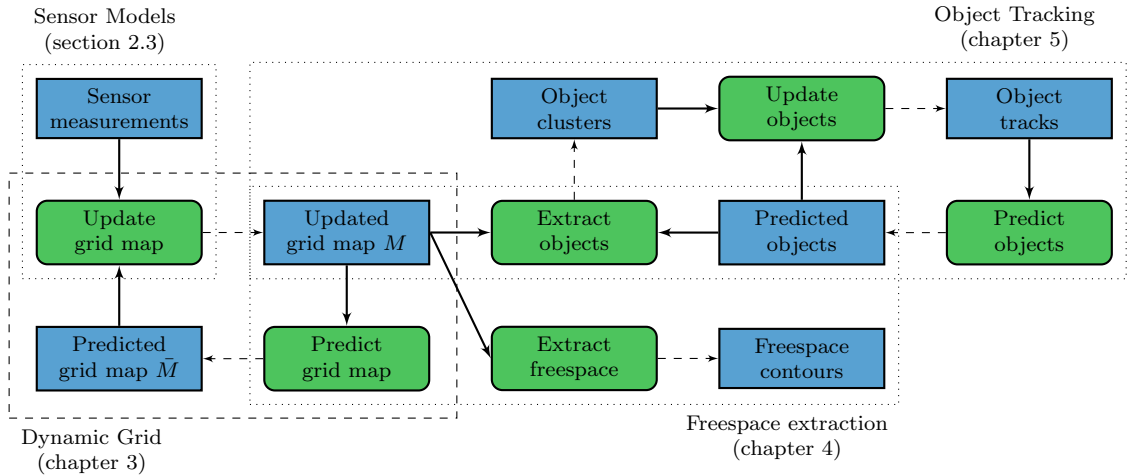 Sensor Models
(section 2.3)
Object Tracking
(chapter 5)
Sensor
measurements
Object
clusters
Update
objects
Object
tracks
Update
grid map
Updated
grid map M
Extract
objects
Predicted
objects
Predict
objects
Predicted
grid map M̄
Predict
grid map
Extract
freespace
Freespace
contours
Dynamic Grid
(chapter 3)
Freespace extraction
(chapter 4)